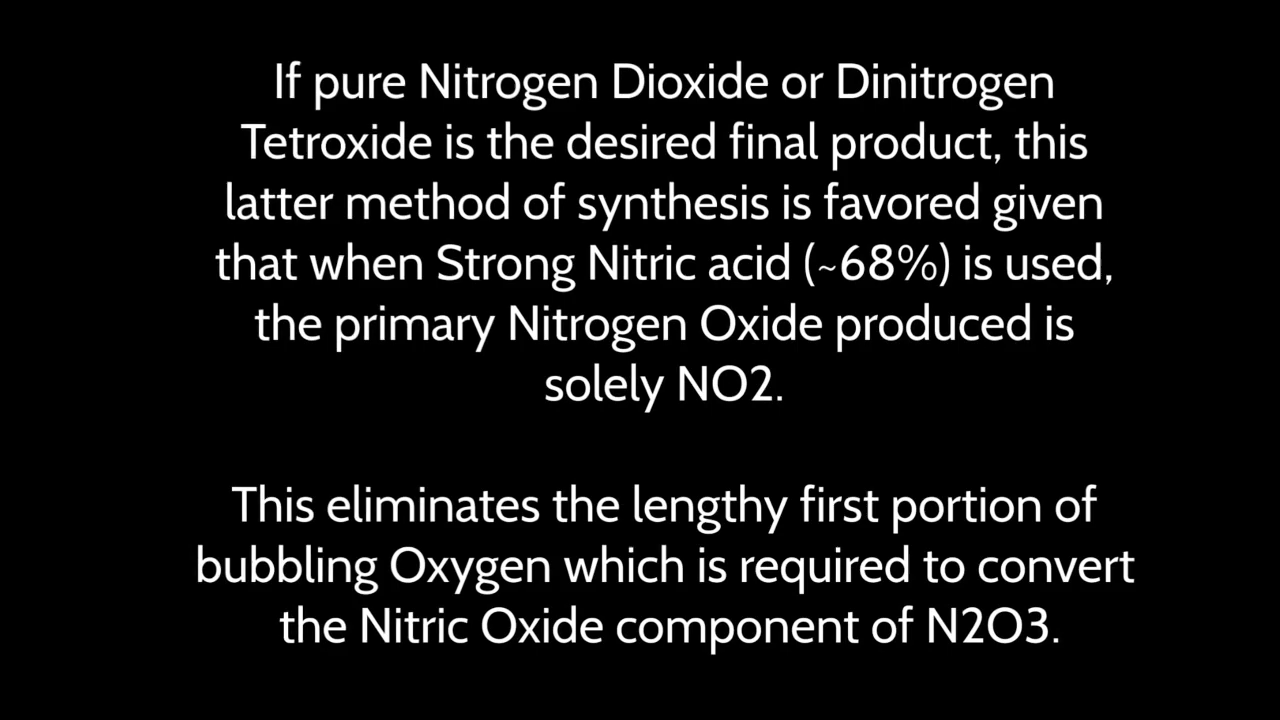 If pure Nitrogen Dioxide or Dinitrogen
Tetroxide is the desired final product, this
latter method of synthesis is favored given
that when Strong Nitric acid (~68%) is used,
the primary Nitrogen Oxide produced is
solely NO2.
This eliminates the lengthy first portion of
bubbling Oxygen which is required to convert
the Nitric Oxide component of N2O3.